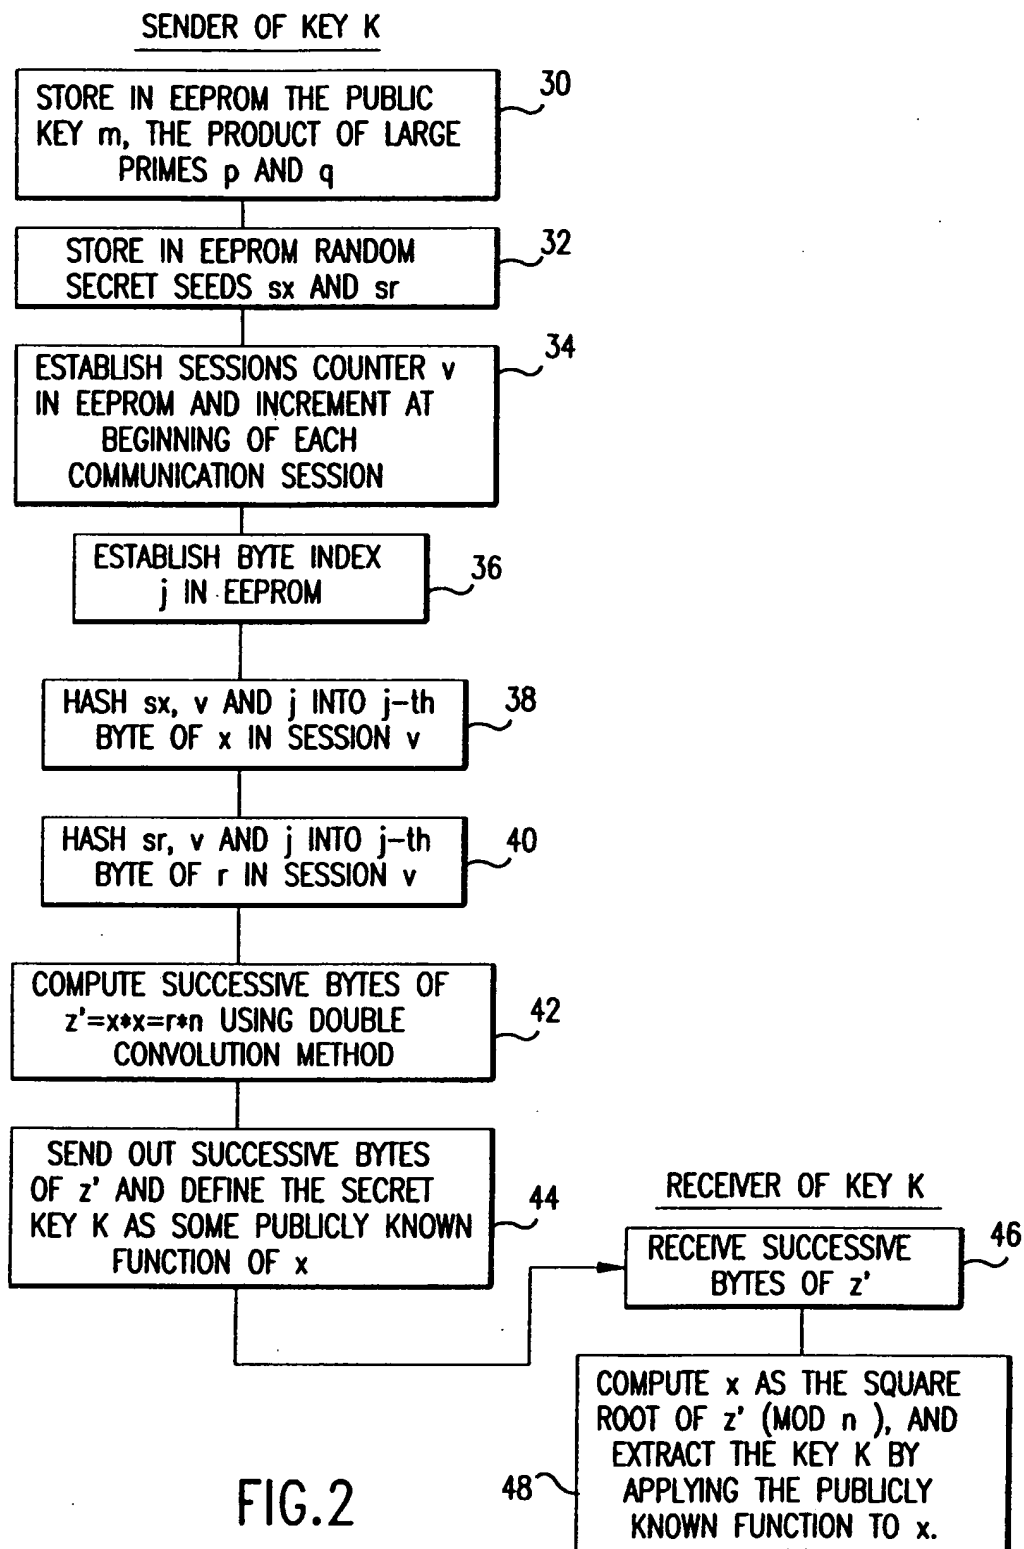 SENDER OF KEY K
STORE IN EEPROM THE PUBLIC
KEY m, THE PRODUCT OF LARGE
PRIMES p AND q
30
STORE IN EEPROM RANDOM
SECRET SEEDS sx AND sr
32
ESTABLISH SESSIONS COUNTER v
IN EEPROM AND INCREMENT AT
BEGINNING OF EACH
COMMUNICATION SESSION
34
ESTABLISH BYTE INDEX
j IN EEPROM
36
HASH sx, v AND j INTO j-th
BYTE OF x IN SESSION v
38
HASH sr, v AND j INTO j-th
BYTE OF r IN SESSION v
40
COMPUTE SUCCESSIVE BYTES OF
z'=x*x=r*n USING DOUBLE
CONVOLUTION METHOD
42
SEND OUT SUCCESSIVE BYTES
OF z' AND DEFINE THE SECRET
KEY K AS SOME PUBLICLY KNOWN
FUNCTION OF x
44
RECEIVER OF KEY K
RECEIVE SUCCESSIVE
BYTES OF z'
46
COMPUTE x AS THE SQUARE
ROOT OF z' (MOD n ), AND
EXTRACT THE KEY K BY
APPLYING THE PUBLICLY
KNOWN FUNCTION TO x.
48
FIG.2